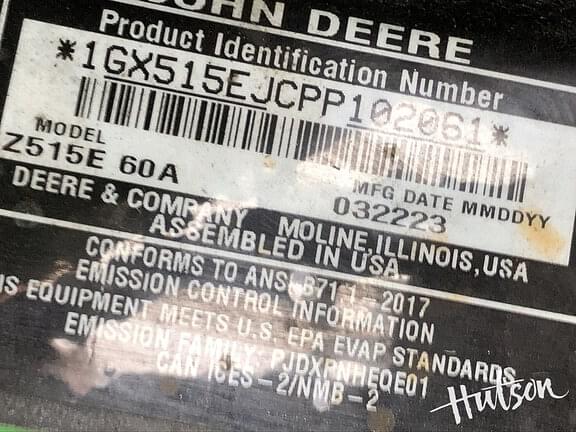 JOHN DEERE
Product Identification Number
*1GX515EJCPP102061*
MODEL
Z515E 60A
MFG DATE MMDDYY
032223
DEERE & COMPANY MOLINE, ILLINOIS, USA
ASSEMBLED IN USA
CONFORMS TO ANSI B71.1 - 2017
EMISSION CONTROL INFORMATION
IS EQUIPMENT MEETS U.S. EPA EVAP STANDARDS
EMISSION FAMILY: PJDXPNHEQE01
CAN ICES-2/NMB-2
Hutson